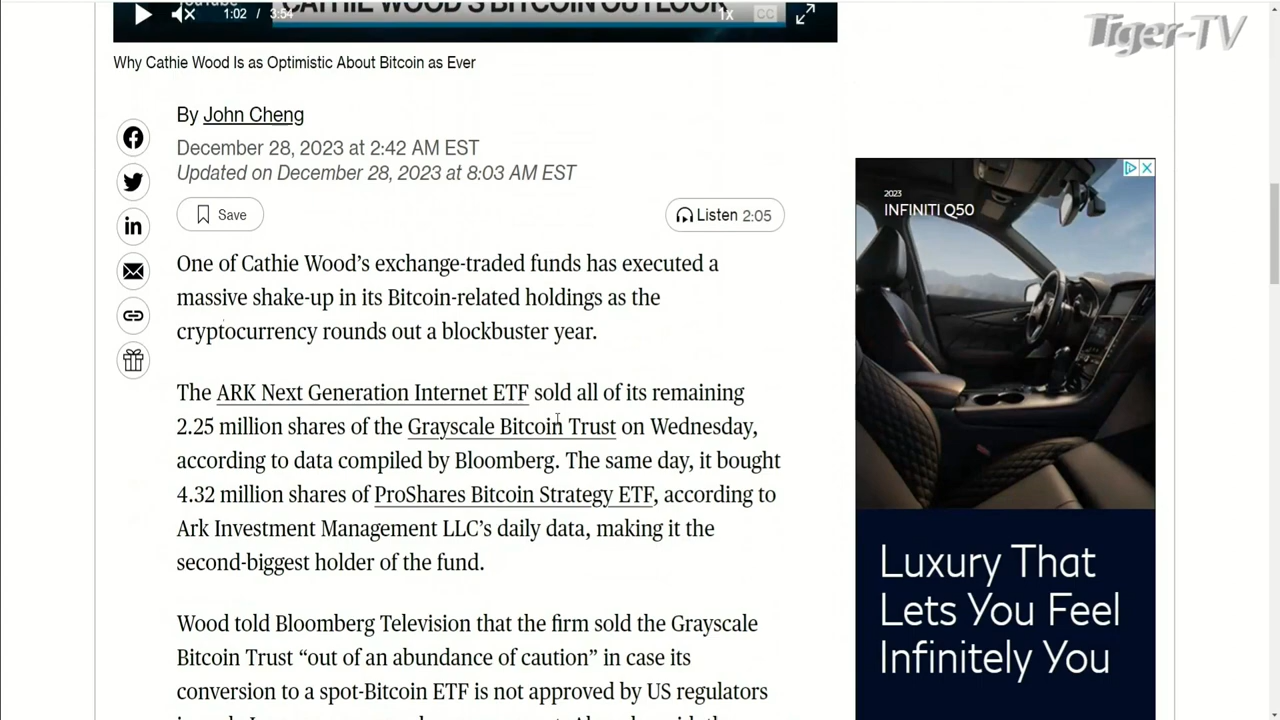 YouTube
1:02 / 3:54
CATHIE WOOD'S BITCOIN OUTLOOK
1x
CC
Tiger-TV
Why Cathie Wood Is as Optimistic About Bitcoin as Ever
By John Cheng
December 28, 2023 at 2:42 AM EST
Updated on December 28, 2023 at 8:03 AM EST
Save
Listen 2:05
One of Cathie Wood’s exchange-traded funds has executed a
massive shake-up in its Bitcoin-related holdings as the
cryptocurrency rounds out a blockbuster year.
The ARK Next Generation Internet ETF sold all of its remaining
2.25 million shares of the Grayscale Bitcoin Trust on Wednesday,
according to data compiled by Bloomberg. The same day, it bought
4.32 million shares of ProShares Bitcoin Strategy ETF, according to
Ark Investment Management LLC’s daily data, making it the
second-biggest holder of the fund.
Wood told Bloomberg Television that the firm sold the Grayscale
Bitcoin Trust “out of an abundance of caution” in case its
conversion to a spot-Bitcoin ETF is not approved by US regulators
2023
INFINITI Q50
Luxury That
Lets You Feel
Infinitely You